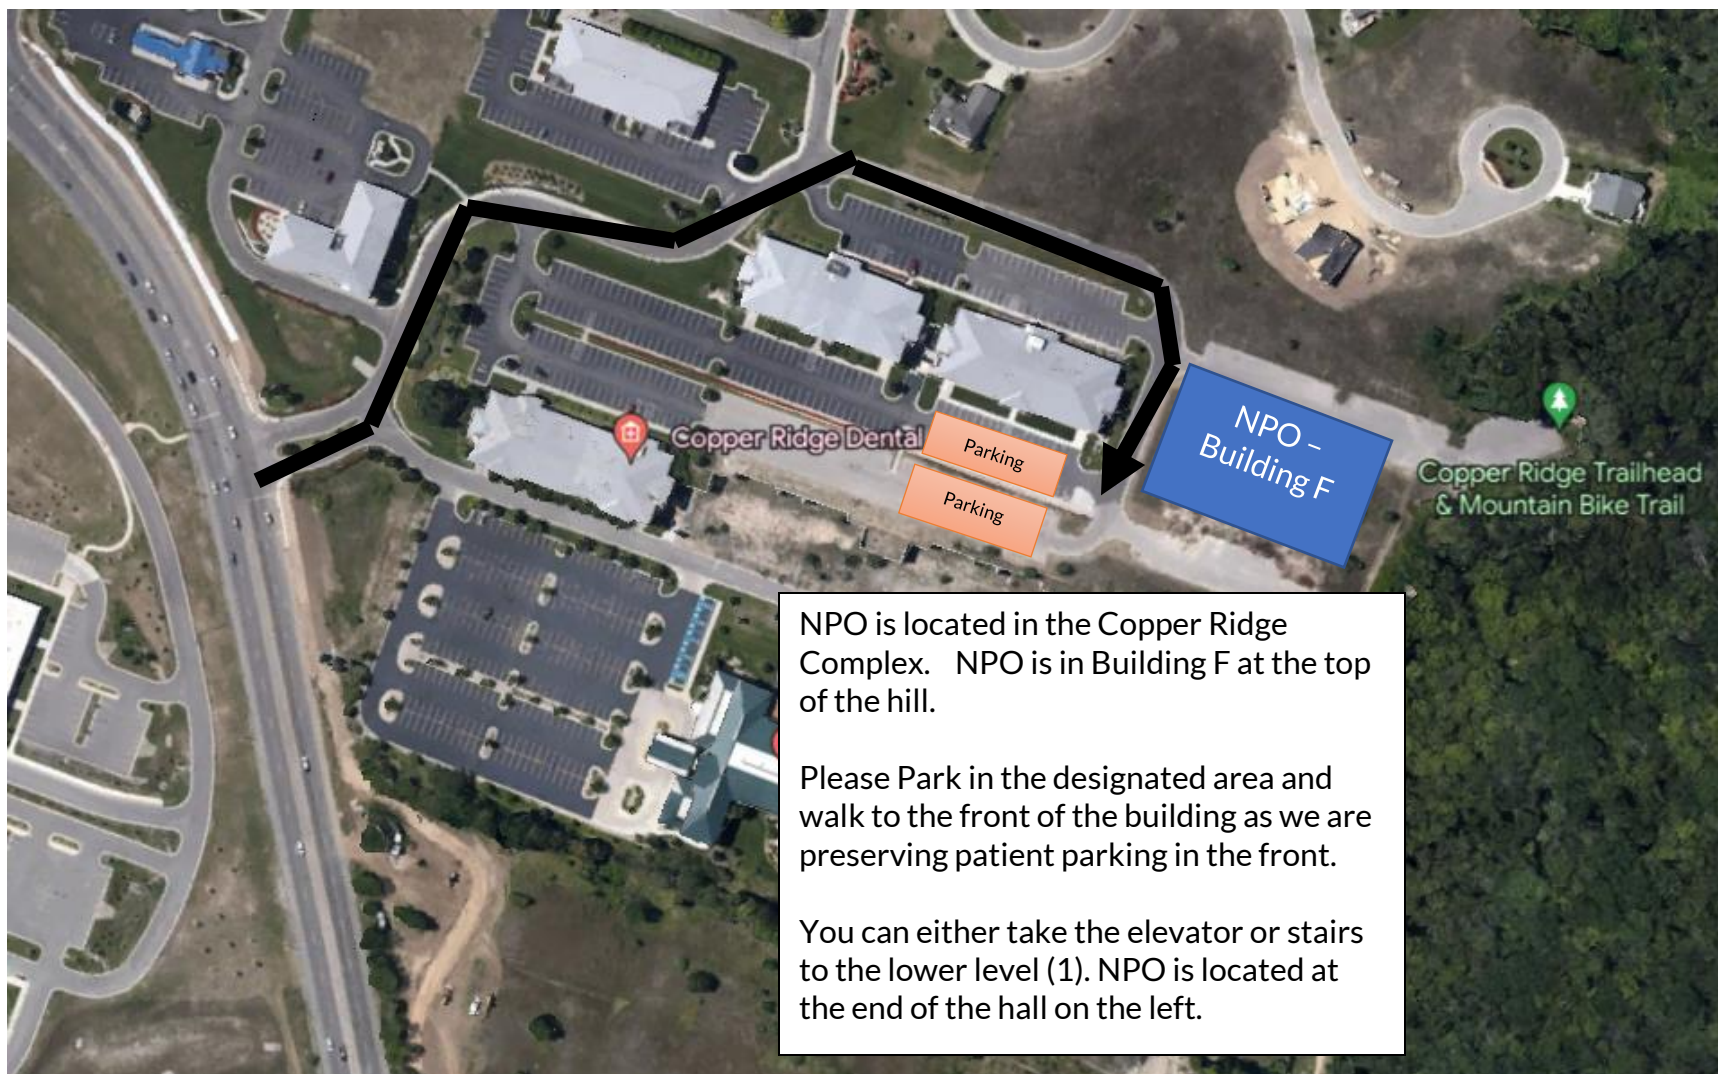 NPO –
Building F
Copper Ridge Dental
Parking
Parking
Copper Ridge Trailhead
& Mountain Bike Trail
NPO is located in the Copper Ridge
Complex. NPO is in Building F at the top
of the hill.
Please Park in the designated area and
walk to the front of the building as we are
preserving patient parking in the front.
You can either take the elevator or stairs
to the lower level (1). NPO is located at
the end of the hall on the left.